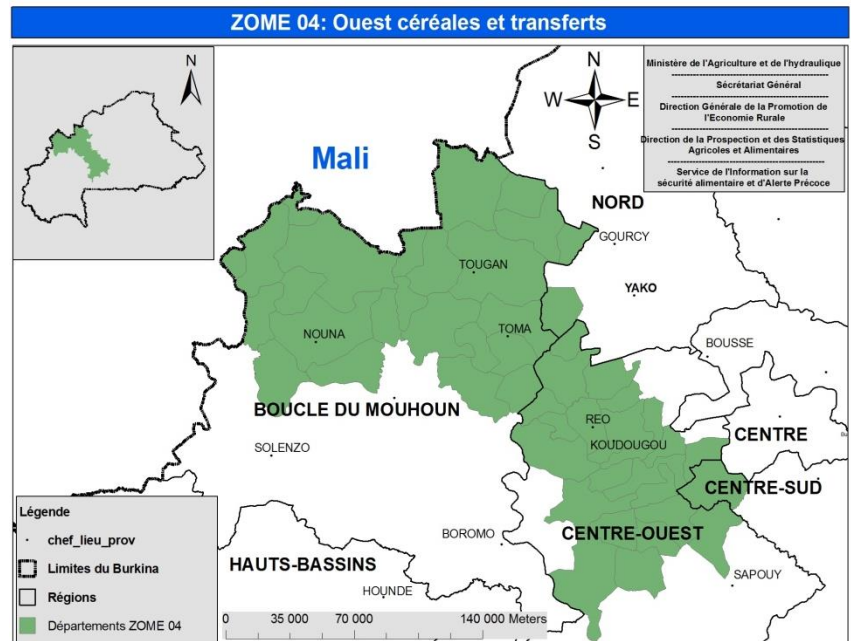 ZOME 04: Ouest céréales et transferts
N
N
W E
S
Ministère de l'Agriculture et de l'hydraulique
Sécrétariat Général
Direction Générale de la Promotion de
l'Economie Rurale
Direction de la Prospection et des Statistiques
Agricoles et Alimentaires
Service de l'Information sur la
sécurité alimentaire et d'Alerte Précoce
Mali
NORD
GOURCY
TOUGAN
YAKO
NOUNA
TOMA
BOUSSE
BOUCLE DU MOUHOUN
REO
CENTRE
SOLENZO
KOUDOUGOU
CENTRE-SUD
BOROMO
CENTRE-OUEST
HAUTS-BASSINS
SAPOUY
HOUNDE
Légende
chef_lieu_prov
Limites du Burkina
Régions
Départements ZOME 04
0 35 000 70 000 140 000 Meters